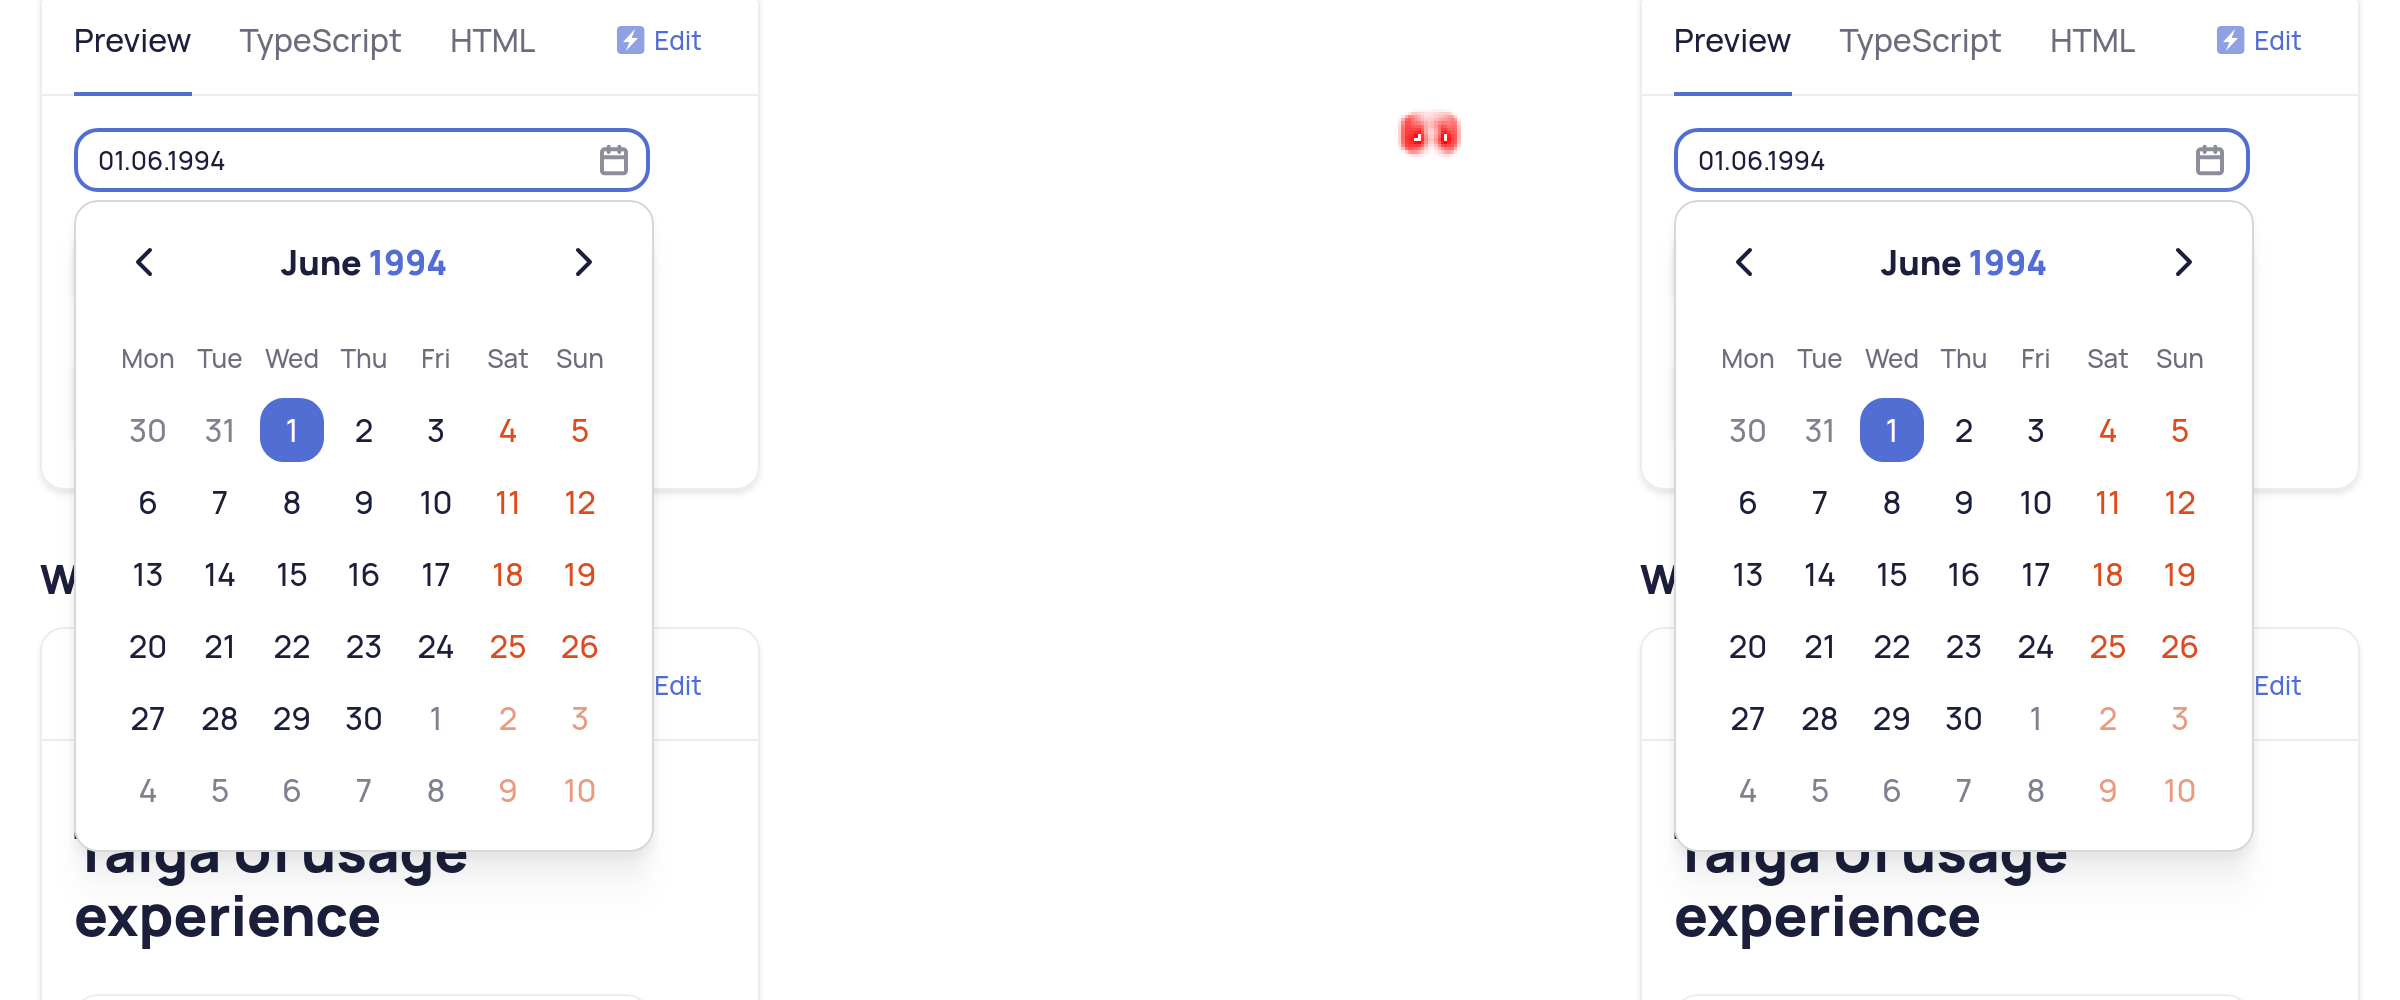 Preview TypeScript HTML Edit
01.06.1994
June 1994
Mon Tue Wed Thu Fri Sat Sun
30 31 1 2 3 4 5
6 7 8 9 10 11 12
13 14 15 16 17 18 19
20 21 22 23 24 25 26
27 28 29 30 1 2 3
4 5 6 7 8 9 10
W
Edit
Taiga UI usage
experience
Preview TypeScript HTML Edit
01.06.1994
June 1994
Mon Tue Wed Thu Fri Sat Sun
30 31 1 2 3 4 5
6 7 8 9 10 11 12
13 14 15 16 17 18 19
20 21 22 23 24 25 26
27 28 29 30 1 2 3
4 5 6 7 8 9 10
W
Edit
Taiga UI usage
experience